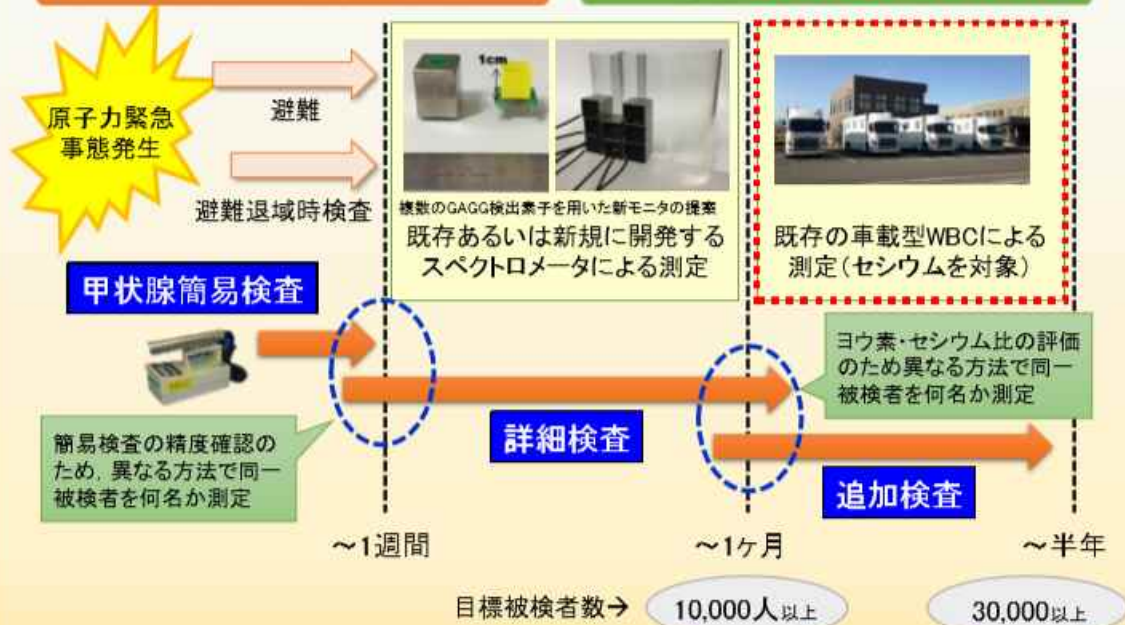 原子力緊急
事態発生
避難
避難退域時検査
1cm
複数のGAGG検出素子を用いた新モニタの提案
既存あるいは新規に開発する
スペクトロメータによる測定
既存の車載型WBCによる
測定(セシウムを対象)
甲状腺簡易検査
簡易検査の精度確認の
ため，異なる方法で同一
被検者を何名か測定
詳細検査
ヨウ素・セシウム比の評価
のため異なる方法で同一
被検者を何名か測定
追加検査
～1週間
～1ヶ月
～半年
目標被検者数→
10,000人以上
30,000以上